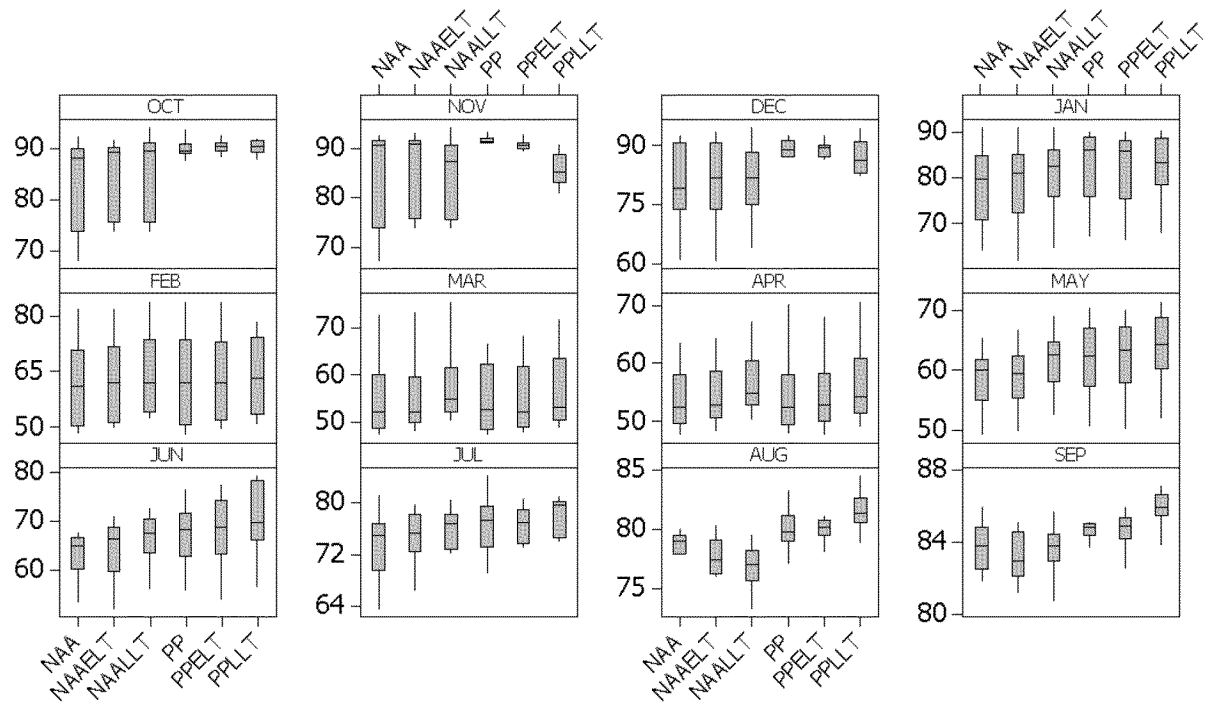 NAA NAAELT NAALLT PP PPELT PPLLT NAA NAAELT NAALLT PP PPELT PPLLT
OCT NOV DEC JAN
90 80 70
90 80 70
90 75 60
90 80 70
FEB MAR APR MAY
80 65 50
70 60 50
70 60 50
70 60 50
JUN JUL AUG SEP
80 70 60
80 72 64
85 80 75
88 84 80
NAA NAAELT NAALLT PP PPELT PPLLT NAA NAAELT NAALLT PP PPELT PPLLT